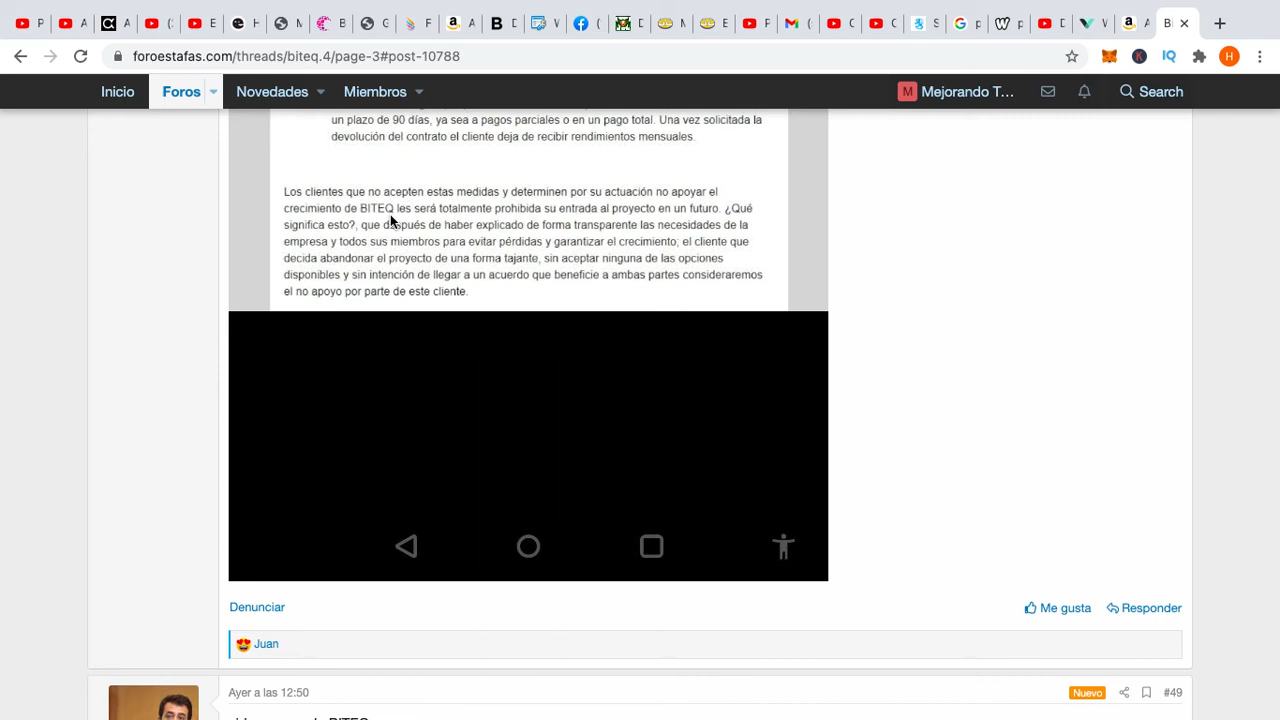 P
A
A
(:
E
H
M
B
G
F
A
D
W
(
D
M
E
P
(
C
C
S
p
p
D
W
A
Bi
foroestafas.com/threads/biteq.4/page-3#post-10788
H
Inicio
Foros
Novedades
Miembros
M
Mejorando T...
Search
un plazo de 90 días, ya sea a pagos parciales o en un pago total. Una vez solicitada la
devolución del contrato el cliente deja de recibir rendimientos mensuales.
Los clientes que no acepten estas medidas y determinen por su actuación no apoyar el
crecimiento de BITEQ les será totalmente prohibida su entrada al proyecto en un futuro. ¿Qué
significa esto?, que después de haber explicado de forma transparente las necesidades de la
empresa y todos sus miembros para evitar pérdidas y garantizar el crecimiento; el cliente que
decida abandonar el proyecto de una forma tajante, sin aceptar ninguna de las opciones
disponibles y sin intención de llegar a un acuerdo que beneficie a ambas partes consideraremos
el no apoyo por parte de este cliente.
Denunciar
Me gusta
Responder
Juan
Ayer a las 12:50
Nuevo
#49